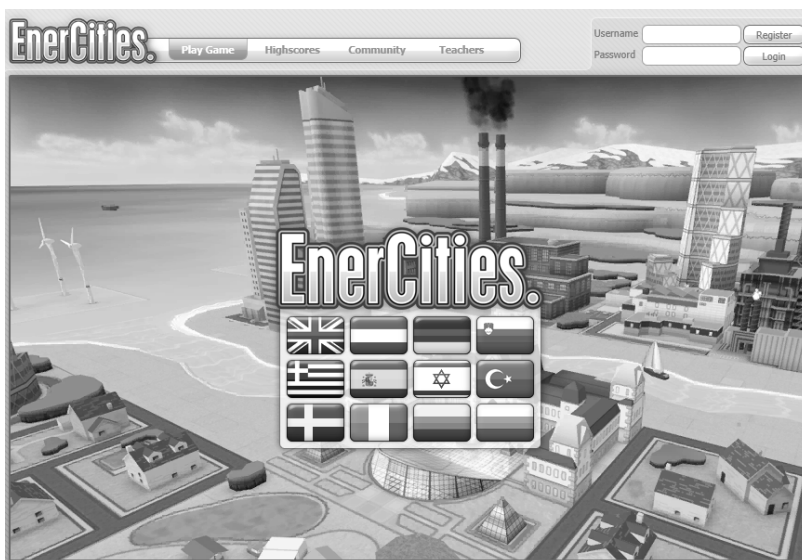 EnerCities.
Play Game Highscores Community Teachers
Username Register
Password Login
EnerCities.